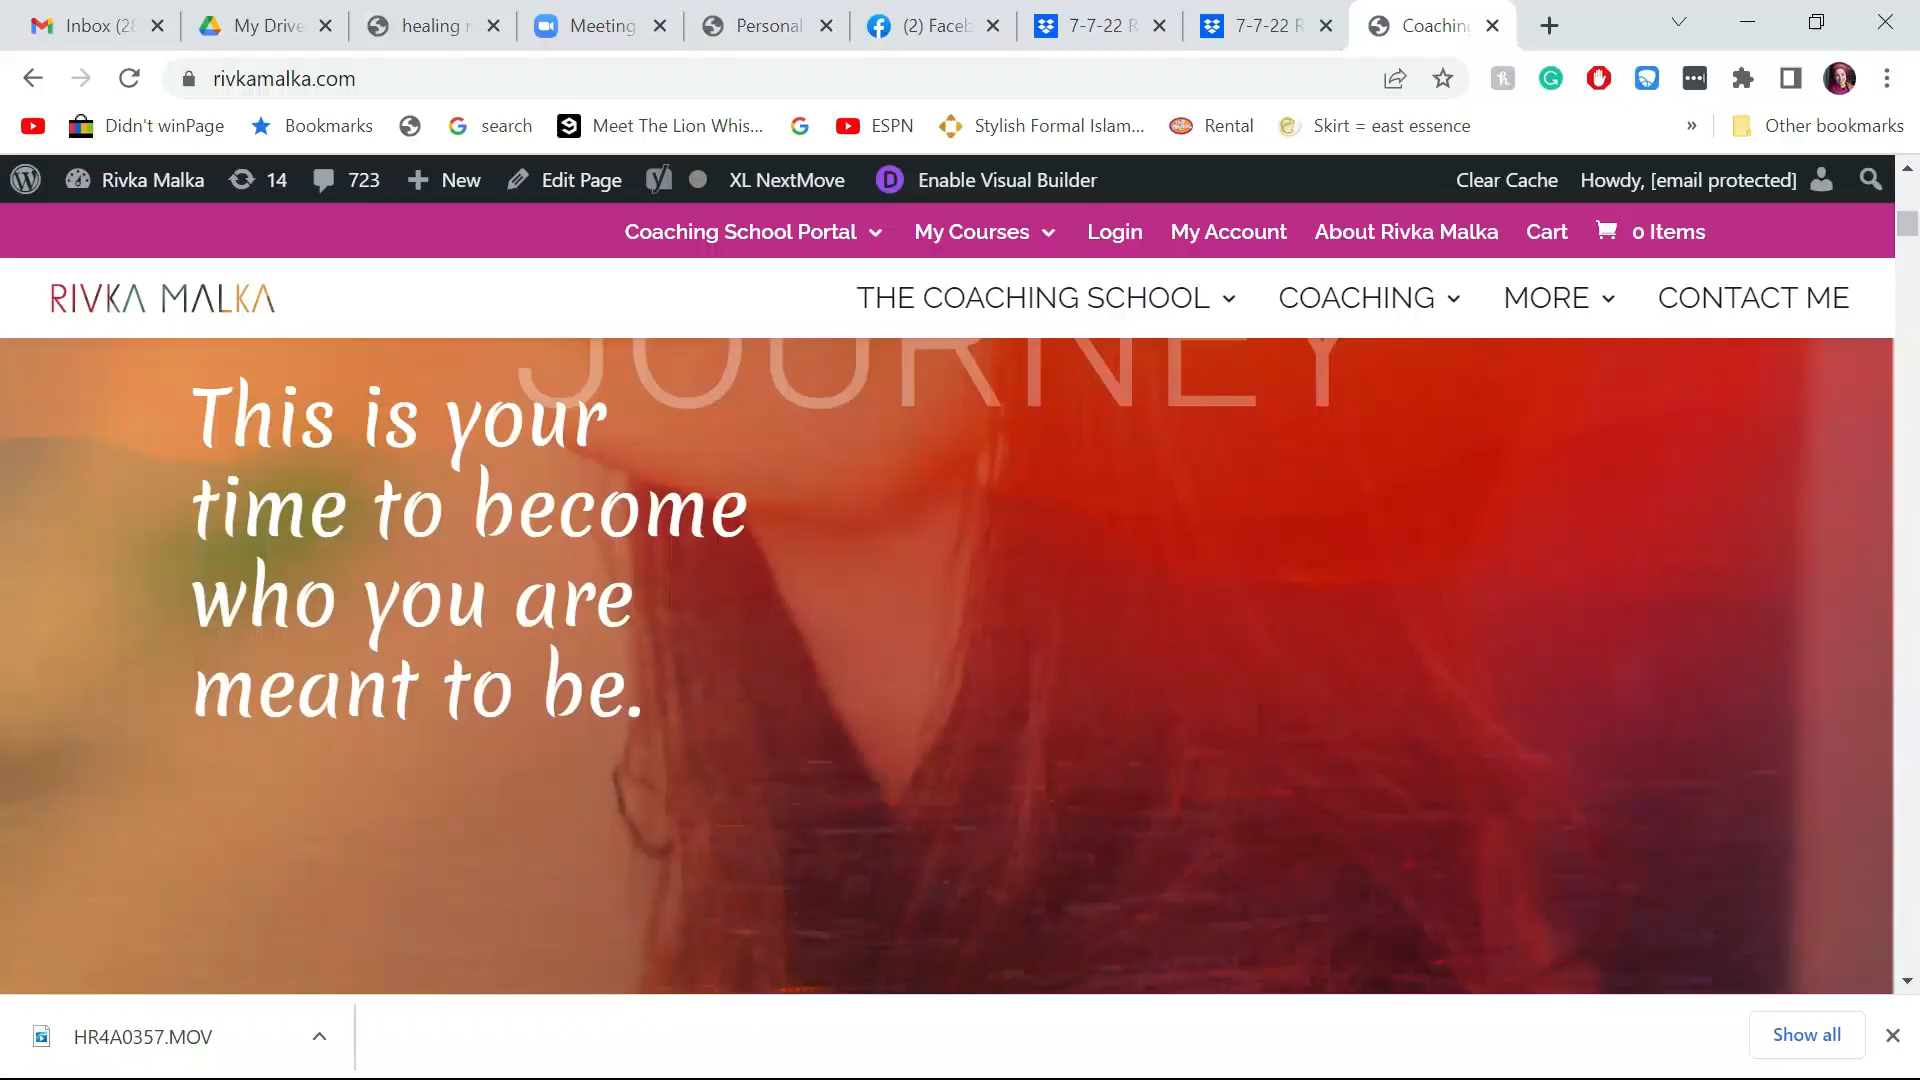 Inbox (28
My Drive
healing r
Meeting
Personal
(2) Faceb
7-7-22 R
7-7-22 R
Coaching
rivkamalka.com
Didn't winPage
Bookmarks
search
Meet The Lion Whis...
ESPN
Stylish Formal Islam...
Rental
Skirt = east essence
»
Other bookmarks
Rivka Malka 14 723 New Edit Page XL NextMove Enable Visual Builder Clear Cache Howdy, [email protected]
Coaching School Portal My Courses Login My Account About Rivka Malka Cart 0 Items
RIVKA MALKA
THE COACHING SCHOOL COACHING MORE CONTACT ME
JOURNEY
This is your
time to become
who you are
meant to be.
HR4A0357.MOV
Show all